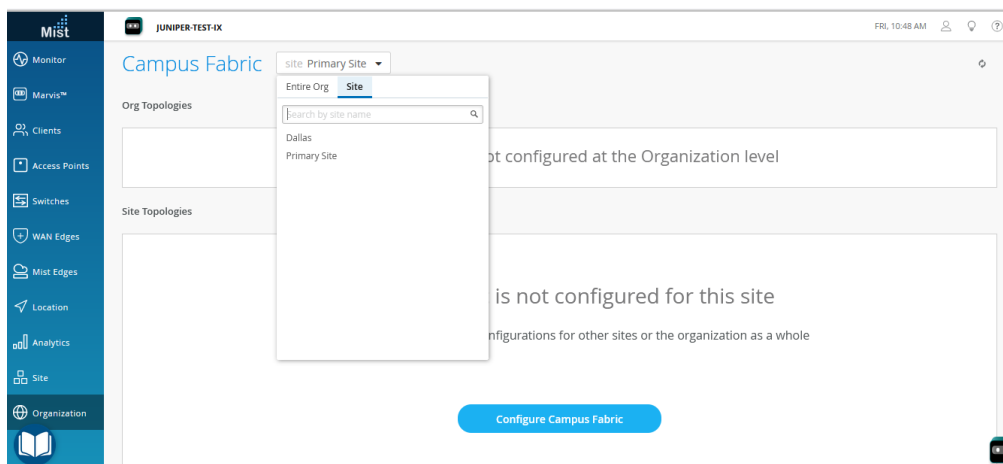 Mist
JUNIPER-TEST-IX
FRI, 10:48 AM
?
Monitor
Marvis™
Clients
Access Points
Switches
WAN Edges
Mist Edges
Location
Analytics
Site
Organization
Campus Fabric
site Primary Site
Entire Org Site
Search by site name
Dallas
Primary Site
Org Topologies
configured at the Organization level
Site Topologies
is not configured for this site
for other sites or the organization as a whole
Configure Campus Fabric